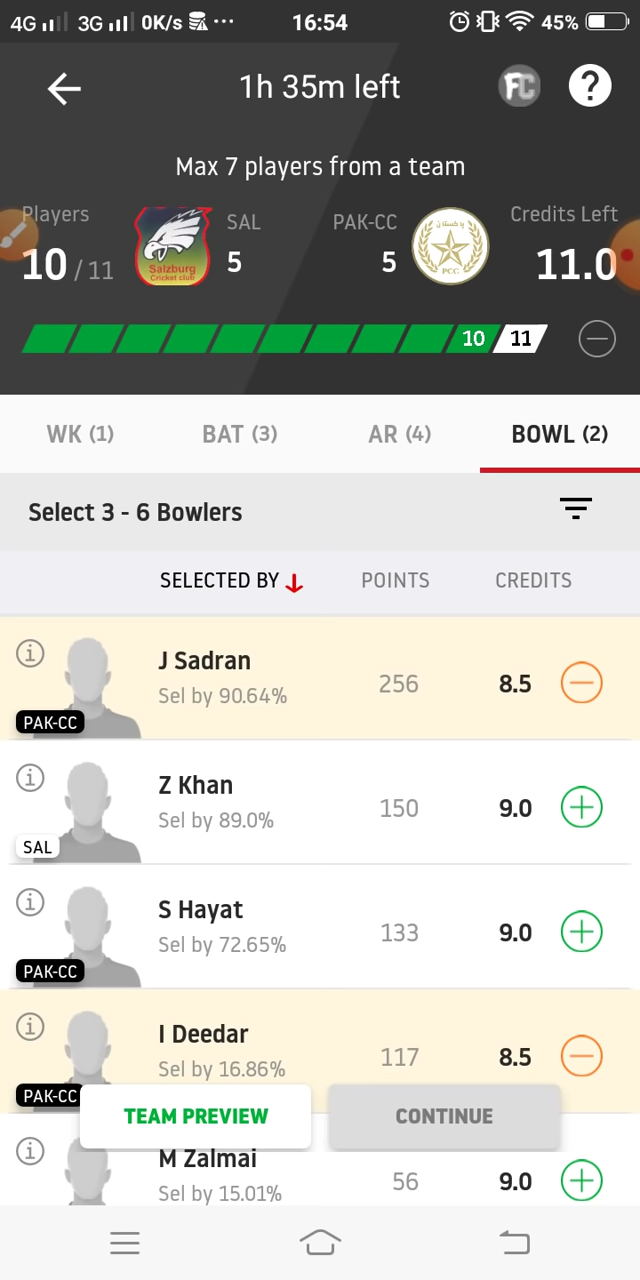 4G 3G 0K/s ... 16:54 45%
1h 35m left FC ?
Max 7 players from a team
Players SAL PAK-CC Credits Left
10 / 11 5 5 11.0
Salzburg
Cricket club
PCC
10 11
WK (1) BAT (3) AR (4) BOWL (2)
Select 3 - 6 Bowlers
SELECTED BY POINTS CREDITS
J Sadran
Sel by 90.64% 256 8.5
PAK-CC
Z Khan
Sel by 89.0% 150 9.0
SAL
S Hayat
Sel by 72.65% 133 9.0
PAK-CC
I Deedar
Sel by 16.86% 117 8.5
PAK-CC
TEAM PREVIEW CONTINUE
M Zalmai
Sel by 15.01% 56 9.0